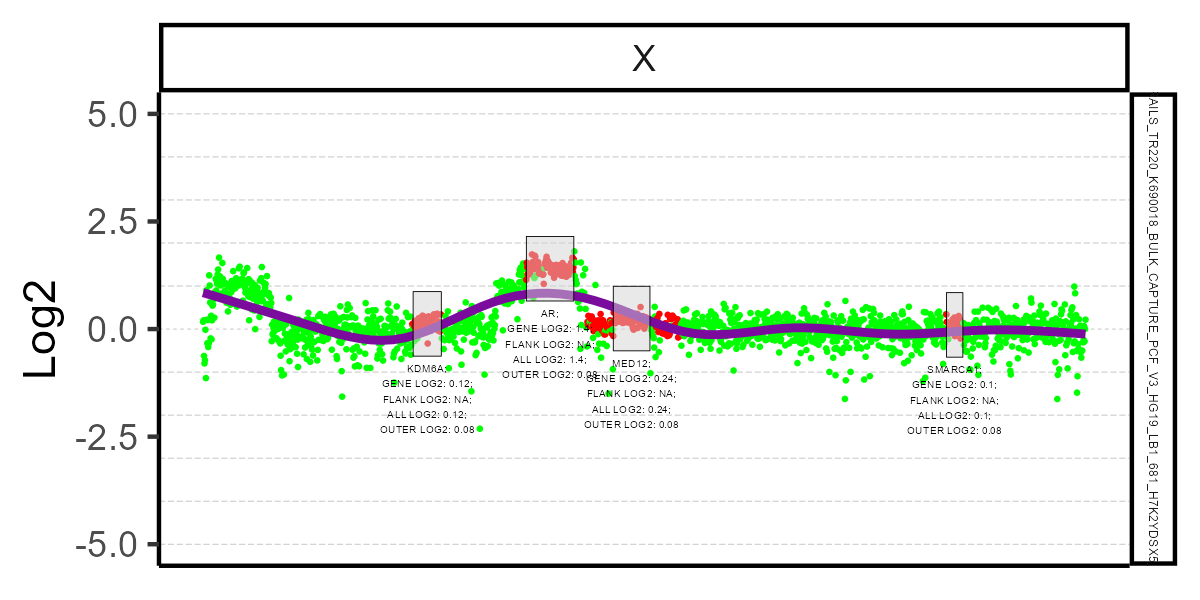 X
5.0
2.5
0.0
-2.5
-5.0
Log2
AR;
GENE LOG2: 1.4;
FLANK LOG2: NA;
ALL LOG2: 1.4;
OUTER LOG2: 0.08
KDM6A;
GENE LOG2: 0.12;
FLANK LOG2: NA;
ALL LOG2: 0.12;
OUTER LOG2: 0.08
MED12;
GENE LOG2: 0.24;
FLANK LOG2: NA;
ALL LOG2: 0.24;
OUTER LOG2: 0.08
SMARCA1;
GENE LOG2: 0.1;
FLANK LOG2: NA;
ALL LOG2: 0.1;
OUTER LOG2: 0.08
AILS_TR220_K690018_BULK_CAPTURE_PCF_V3_HG19_LB1_681_H7K2YDSX5